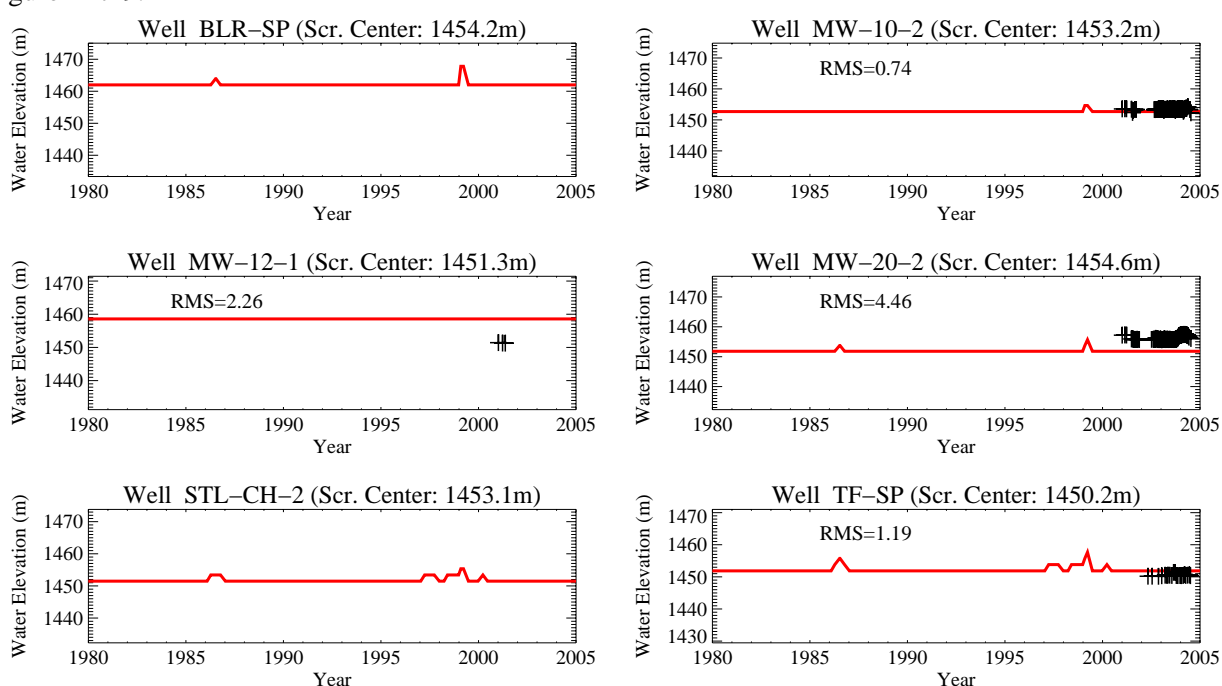 Well BLR−SP (Scr. Center: 1454.2m)
Water Elevation (m)
1470
1460
1450
1440
1980 1985 1990 1995 2000 2005
Year
Well MW−10−2 (Scr. Center: 1453.2m)
RMS=0.74
Water Elevation (m)
1470
1460
1450
1440
1980 1985 1990 1995 2000 2005
Year
Well MW−12−1 (Scr. Center: 1451.3m)
RMS=2.26
Water Elevation (m)
1470
1460
1450
1440
1980 1985 1990 1995 2000 2005
Year
Well MW−20−2 (Scr. Center: 1454.6m)
RMS=4.46
Water Elevation (m)
1470
1460
1450
1440
1980 1985 1990 1995 2000 2005
Year
Well STL−CH−2 (Scr. Center: 1453.1m)
Water Elevation (m)
1470
1460
1450
1440
1980 1985 1990 1995 2000 2005
Year
Well TF−SP (Scr. Center: 1450.2m)
RMS=1.19
Water Elevation (m)
1470
1460
1450
1440
1430
1980 1985 1990 1995 2000 2005
Year